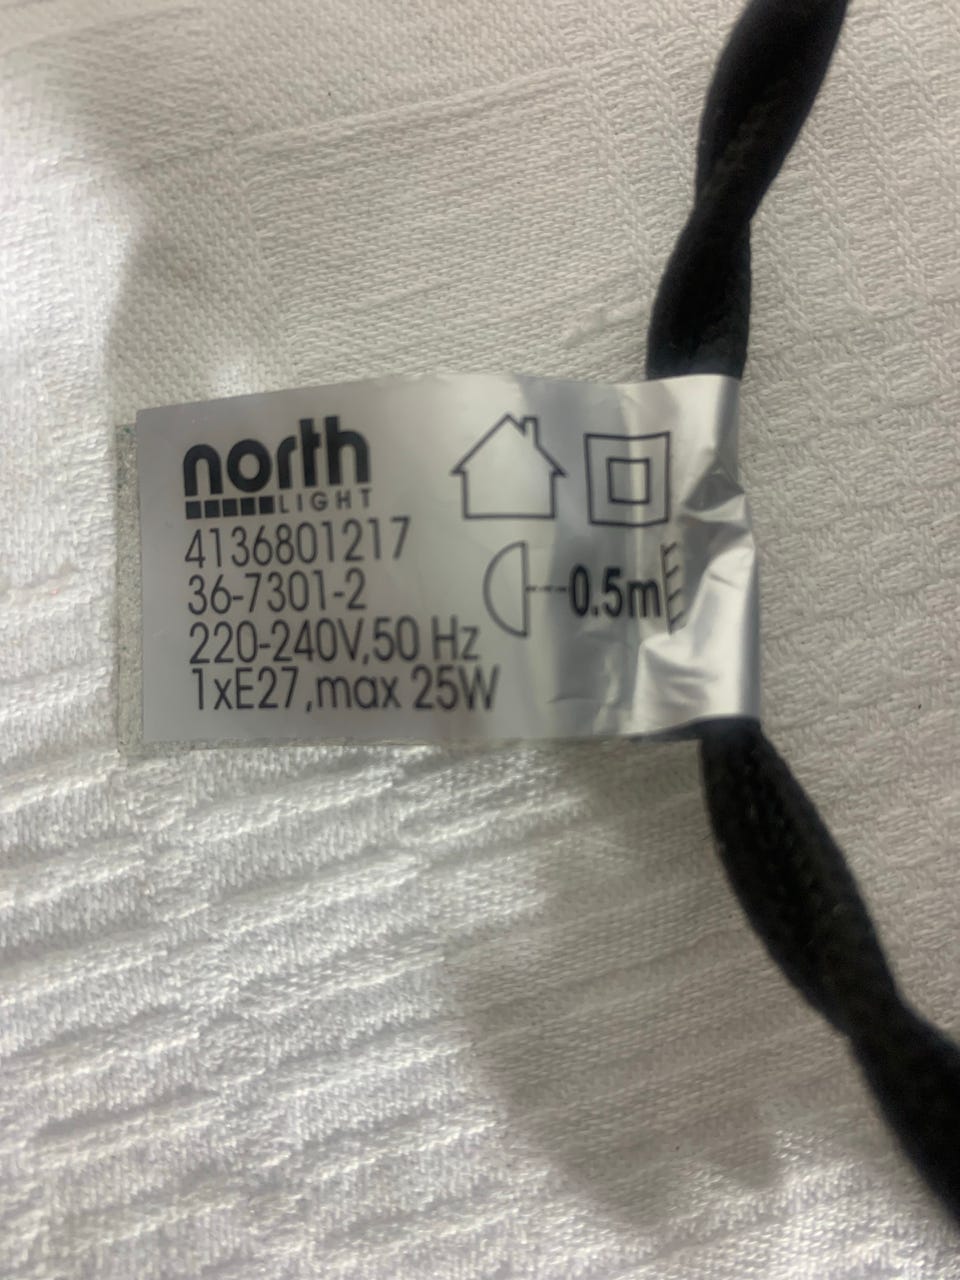 north
LIGHT
4136801217
36-7301-2
0.5m
220-240V,50 Hz
1xE27,max 25W